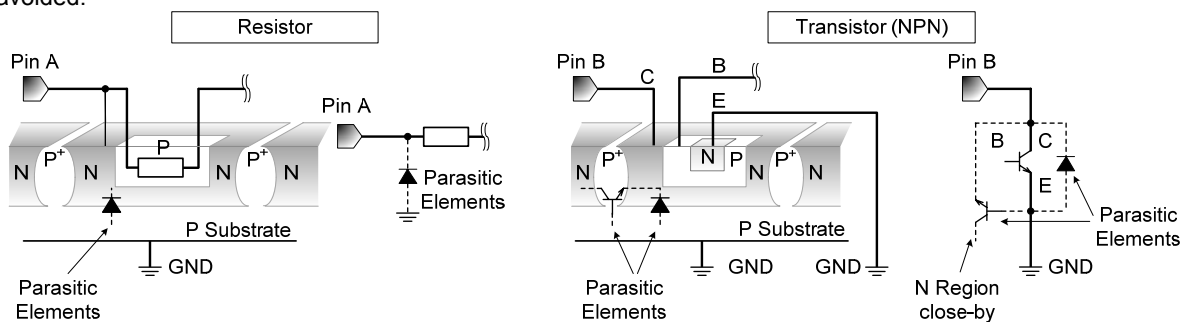 avoided.
Resistor
Transistor (NPN)
Pin A
Pin A
P
N
P+
N
N
P+
N
Parasitic
Elements
P Substrate
GND
Parasitic
Elements
Pin B
C
B
E
N
P+
N
N
P
N
P+
N
P Substrate
GND
GND
Parasitic
Elements
Pin B
B
C
E
Parasitic
Elements
GND
N Region
close-by